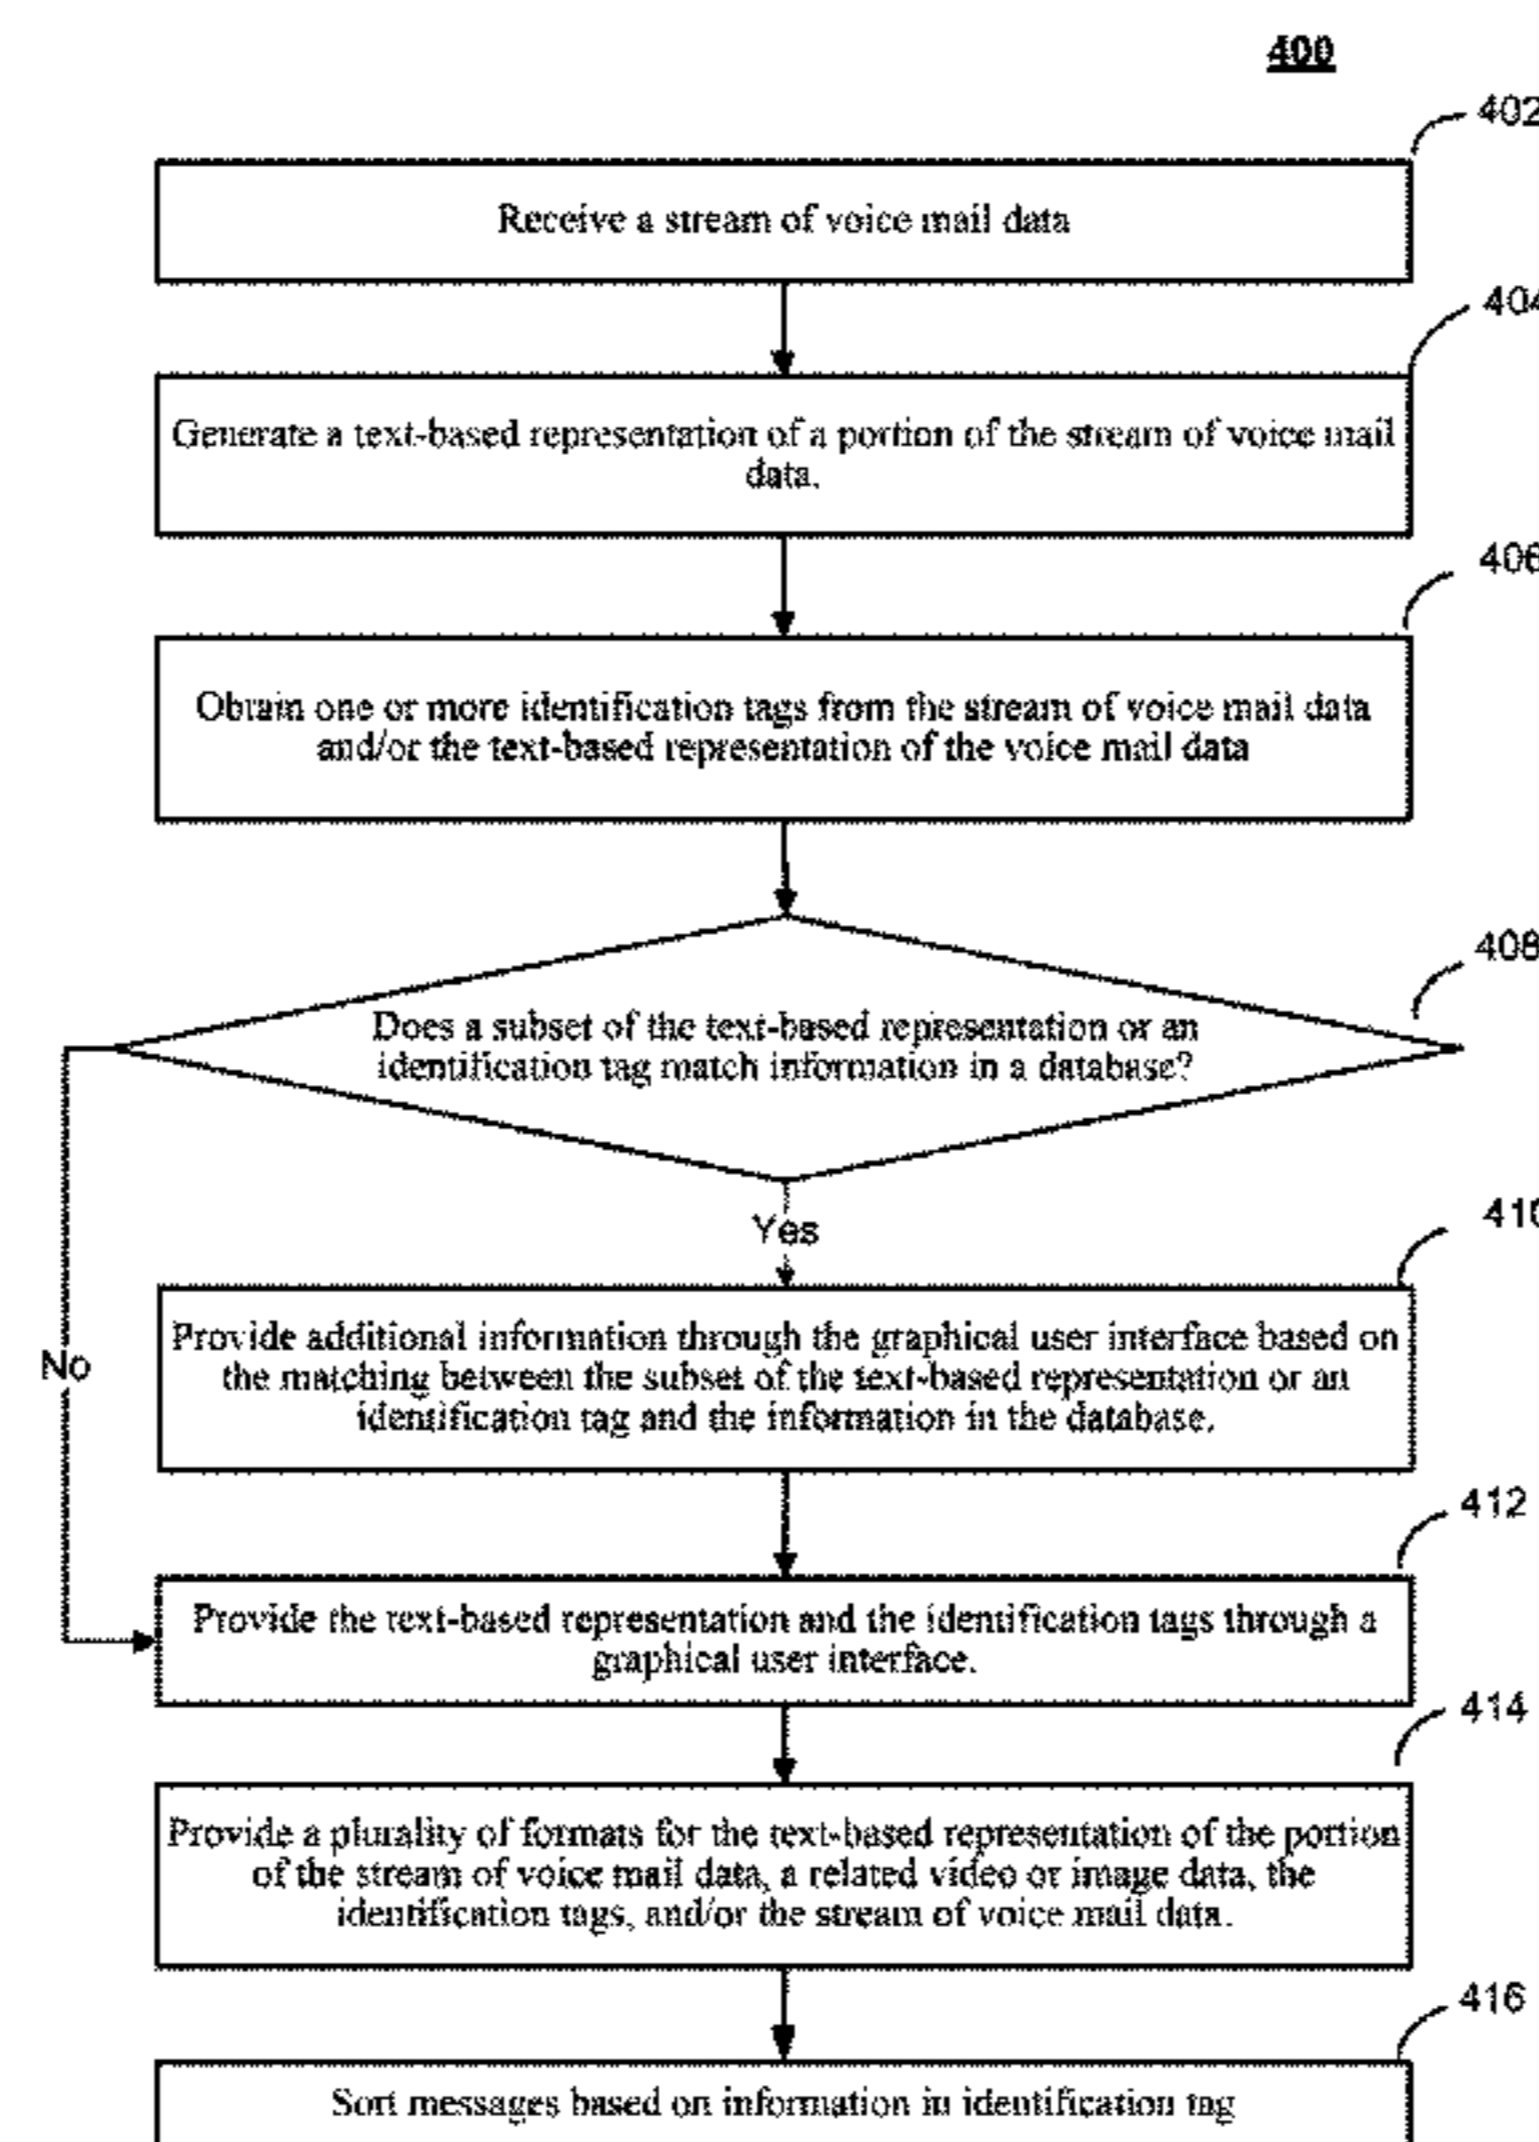 400
402
Receive a stream of voice mail data
404
Generate a text-based representation of a portion of the stream of voice mail
data.
406
Obtain one or more identification tags from the stream of voice mail data
and/or the text-based representation of the voice mail data
408
Does a subset of the text-based representation or an
identification tag match information in a database?
Yes
410
Provide additional information through the graphical user interface based on
the matching between the subset of the text-based representation or an
identification tag and the information in the database.
No
412
Provide the text-based representation and the identification tags through a
graphical user interface.
414
Provide a plurality of formats for the text-based representation of the portion
of the stream of voice mail data, a related video or image data, the
identification tags, and/or the stream of voice mail data.
416
Sort messages based on information in identification tag